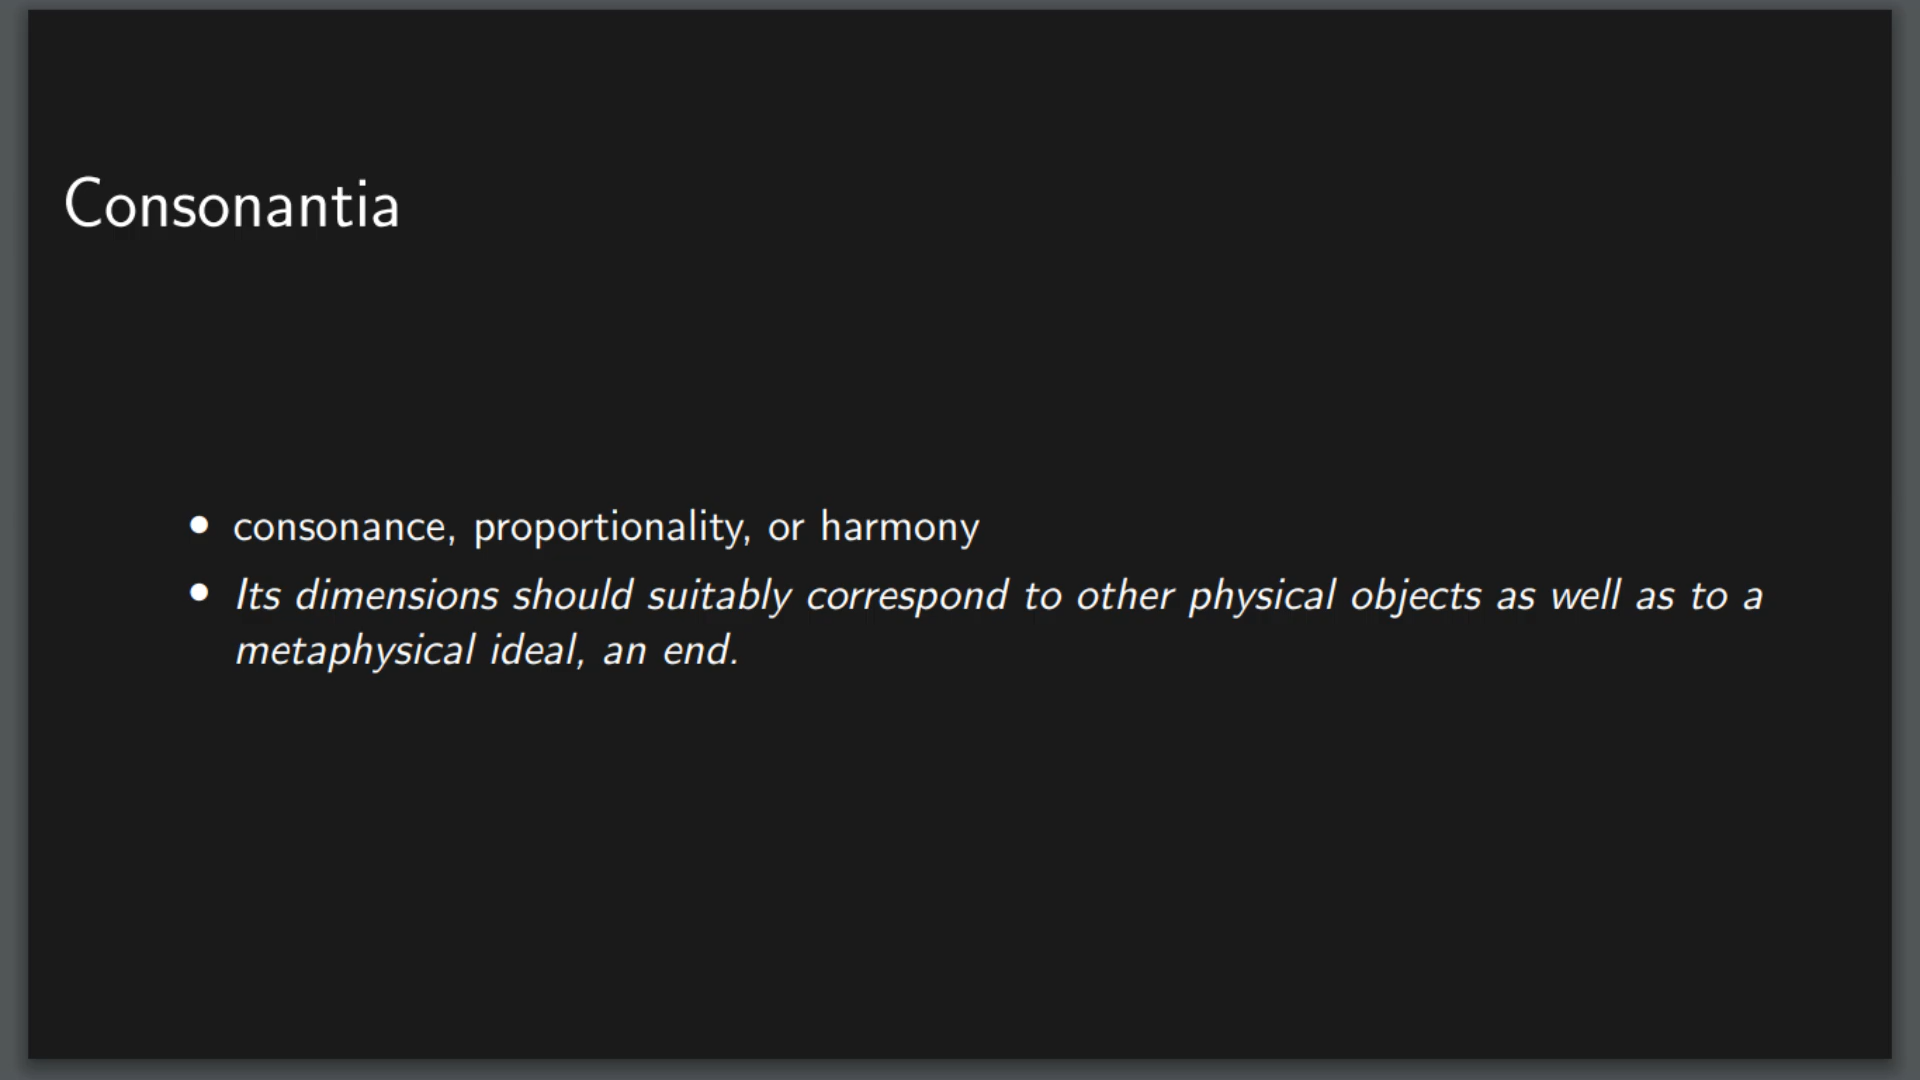 Consonantia
• consonance, proportionality, or harmony
• Its dimensions should suitably correspond to other physical objects as well as to a
metaphysical ideal, an end.